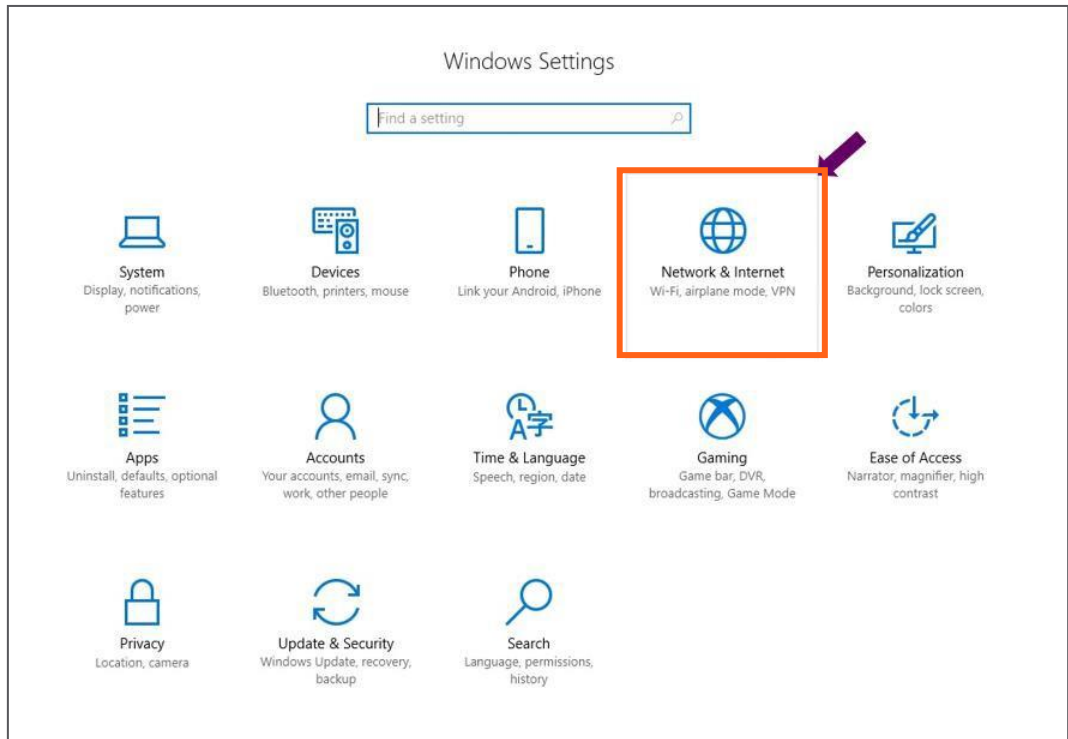 Windows Settings
Find a setting
System
Display, notifications,
power
Devices
Bluetooth, printers, mouse
Phone
Link your Android, iPhone
Network & Internet
Wi-Fi, airplane mode, VPN
Personalization
Background, lock screen,
colors
Apps
Uninstall, defaults, optional
features
Accounts
Your accounts, email, sync,
work, other people
Time & Language
Speech, region, date
Gaming
Game bar, DVR,
broadcasting, Game Mode
Ease of Access
Narrator, magnifier, high
contrast
Privacy
Location, camera
Update & Security
Windows Update, recovery,
backup
Search
Language, permissions,
history